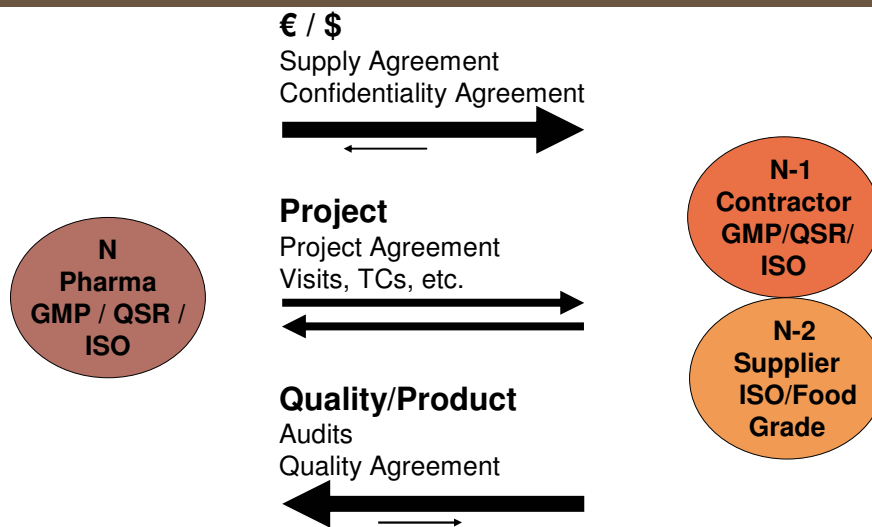 € / $
Supply Agreement
Confidentiality Agreement
N
Pharma
GMP / QSR /
ISO
Project
Project Agreement
Visits, TCs, etc.
Quality/Product
Audits
Quality Agreement
N-1
Contractor
GMP/QSR/
ISO
N-2
Supplier
ISO/Food
Grade